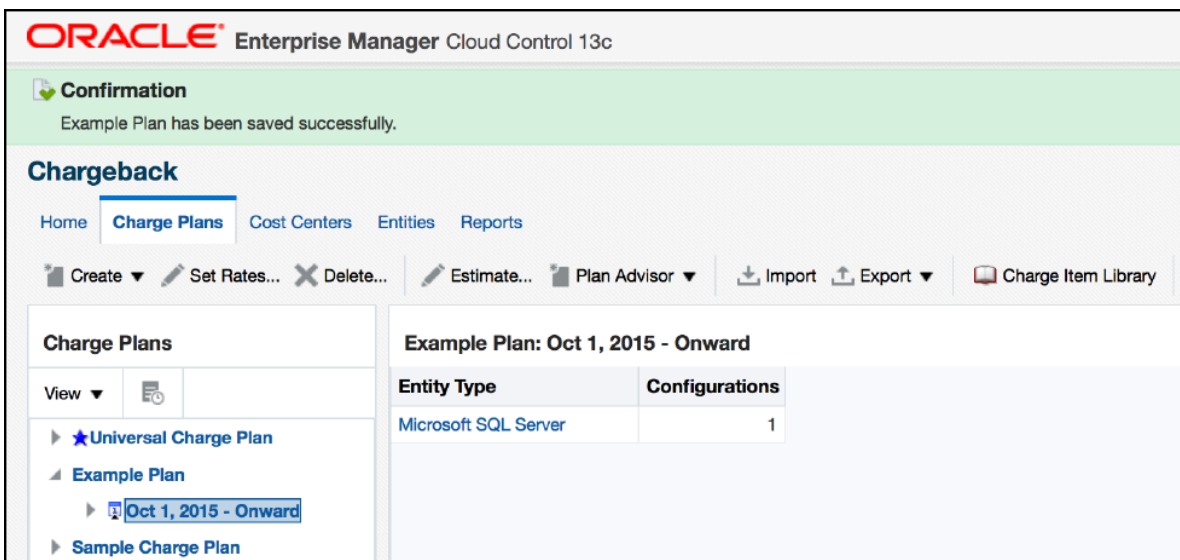 ORACLE Enterprise Manager Cloud Control 13c
Confirmation
Example Plan has been saved successfully.
Chargeback
Home Charge Plans Cost Centers Entities Reports
Create Set Rates... Delete... Estimate... Plan Advisor Import Export Charge Item Library
Charge Plans
View
Universal Charge Plan
Example Plan
Oct 1, 2015 - Onward
Sample Charge Plan
Example Plan: Oct 1, 2015 - Onward
Entity Type Configurations
Microsoft SQL Server 1